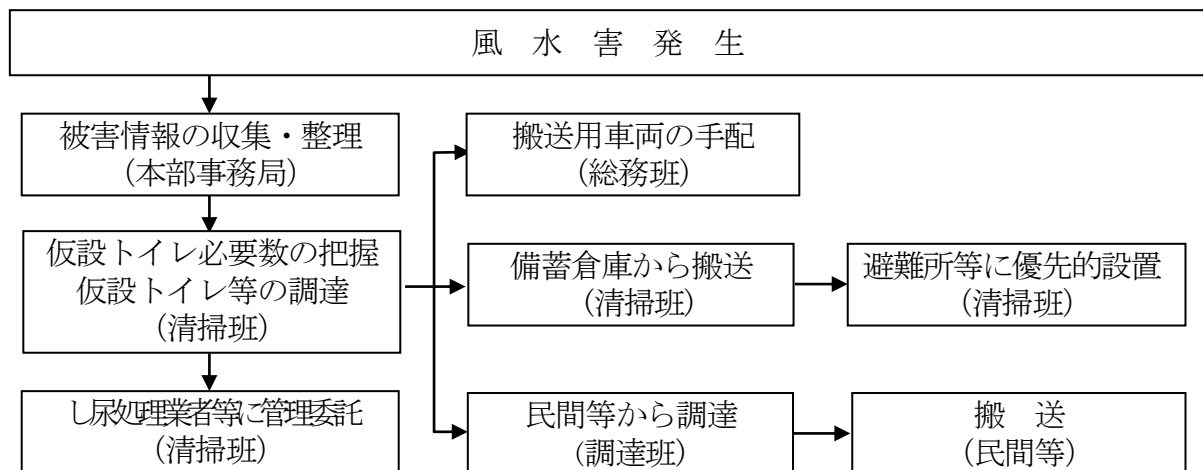 風　水　害　発　生
被害情報の収集・整理
（本部事務局）
搬送用車両の手配
（総務班）
仮設トイレ必要数の把握
仮設トイレ等の調達
（清掃班）
備蓄倉庫から搬送
（清掃班）
避難所等に優先的設置
（清掃班）
し尿処理業者等に管理委託
（清掃班）
民間等から調達
（調達班）
搬　送
（民間等）